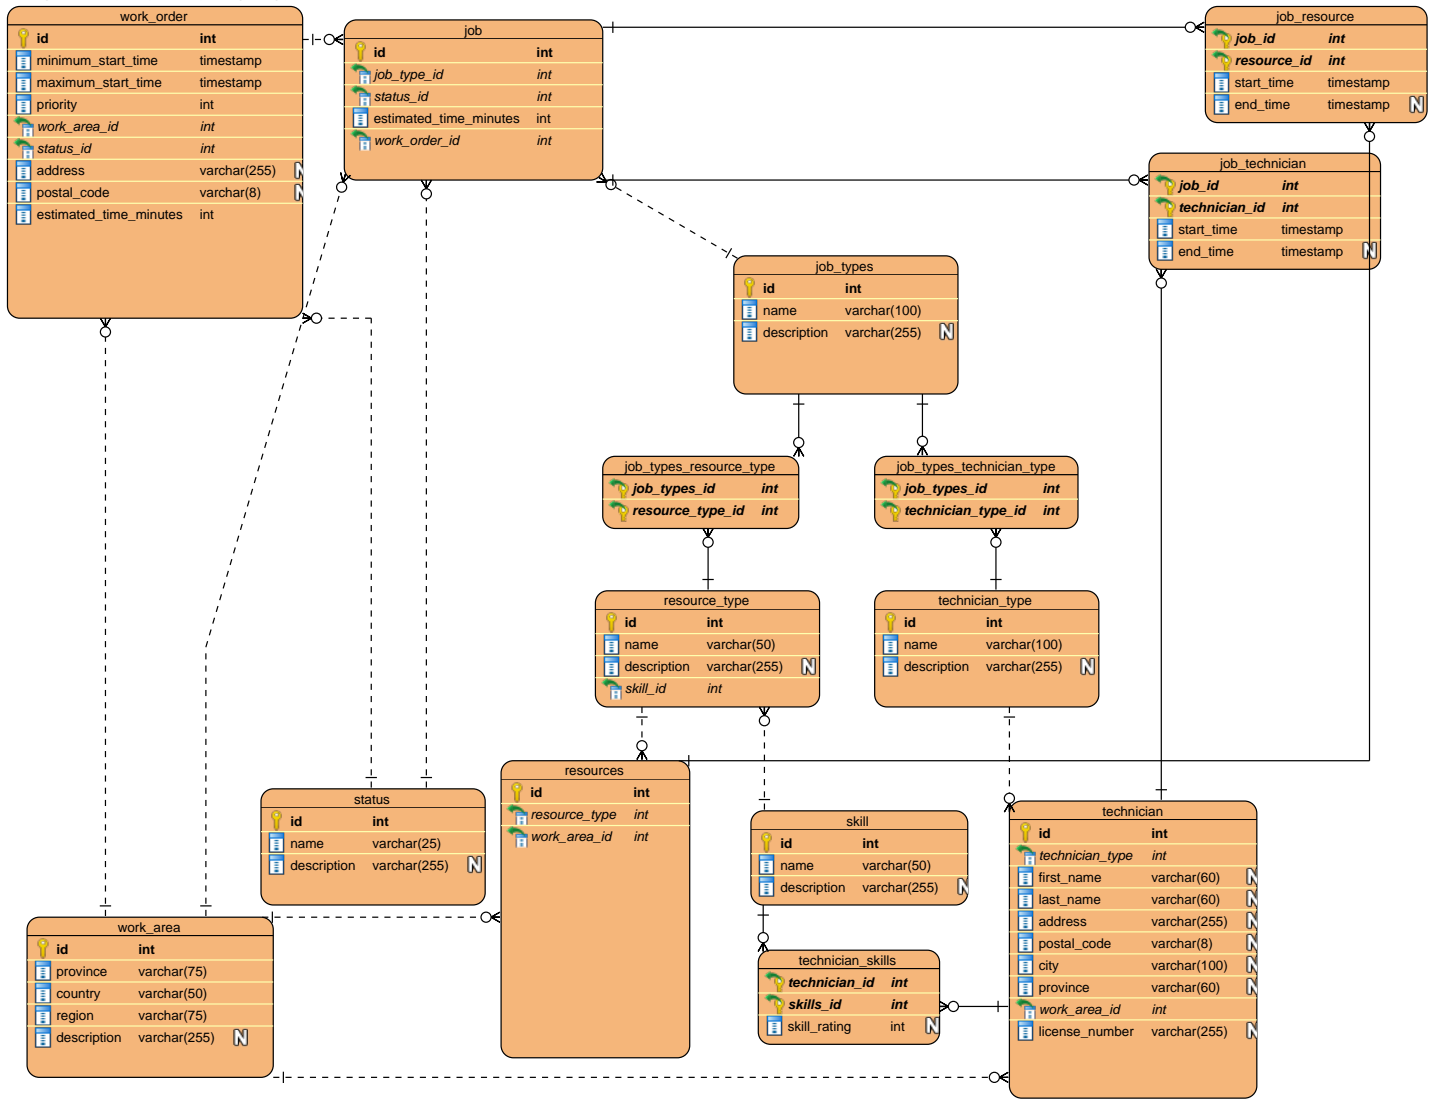 work_order
id int
minimum_start_time timestamp
maximum_start_time timestamp
priority int
work_area_id int
status_id int
address varchar(255) N
postal_code varchar(8) N
estimated_time_minutes int
job
id int
job_type_id int
status_id int
estimated_time_minutes int
work_order_id int
job_resource
job_id int
resource_id int
start_time timestamp
end_time timestamp N
job_technician
job_id int
technician_id int
start_time timestamp
end_time timestamp N
job_types
id int
name varchar(100)
description varchar(255) N
job_types_resource_type
job_types_id int
resource_type_id int
job_types_technician_type
job_types_id int
technician_type_id int
resource_type
id int
name varchar(50)
description varchar(255) N
skill_id int
technician_type
id int
name varchar(100)
description varchar(255) N
status
id int
name varchar(25)
description varchar(255) N
resources
id int
resource_type int
work_area_id int
skill
id int
name varchar(50)
description varchar(255) N
technician
id int
technician_type int
first_name varchar(60) N
last_name varchar(60) N
address varchar(255) N
postal_code varchar(8) N
city varchar(100) N
province varchar(60) N
work_area_id int
license_number varchar(255) N
work_area
id int
province varchar(75)
country varchar(50)
region varchar(75)
description varchar(255) N
technician_skills
technician_id int
skills_id int
skill_rating int N